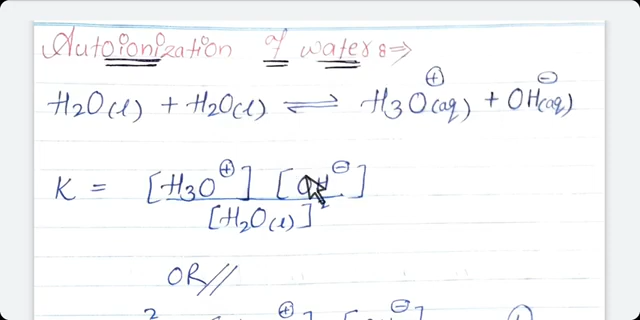 Autoionization of water :⇒
H2O(l) + H2O(l) ⇌ H3O⊕(aq) + OH⊖(aq)
K = [H3O⊕] [OH⊖]
[H2O(l)]²
OR//